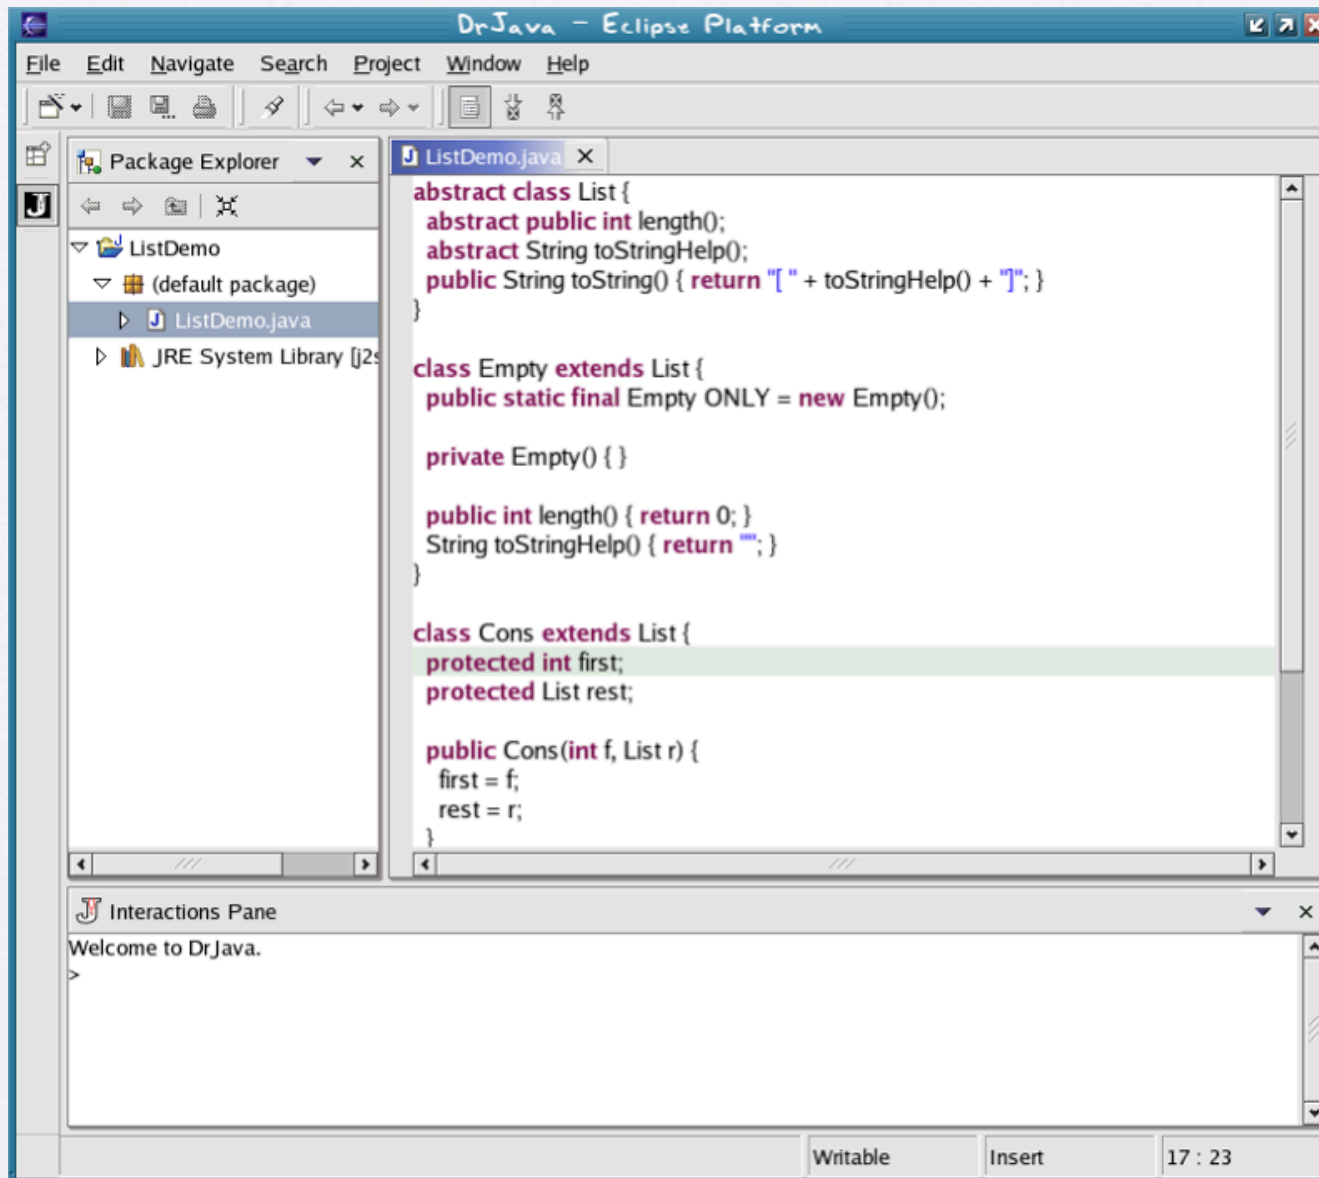 DrJava - Eclipse Platform
File Edit Navigate Search Project Window Help
Package Explorer
ListDemo
(default package)
ListDemo.java
JRE System Library [j2s
ListDemo.java
abstract class List {
abstract public int length();
abstract String toStringHelp();
public String toString() { return "[ " + toStringHelp() + "]"; }
}
class Empty extends List {
public static final Empty ONLY = new Empty();
private Empty() { }
public int length() { return 0; }
String toStringHelp() { return ""; }
}
class Cons extends List {
protected int first;
protected List rest;
public Cons(int f, List r) {
first = f;
rest = r;
}
Interactions Pane
Welcome to DrJava.
>
Writable Insert 17 : 23